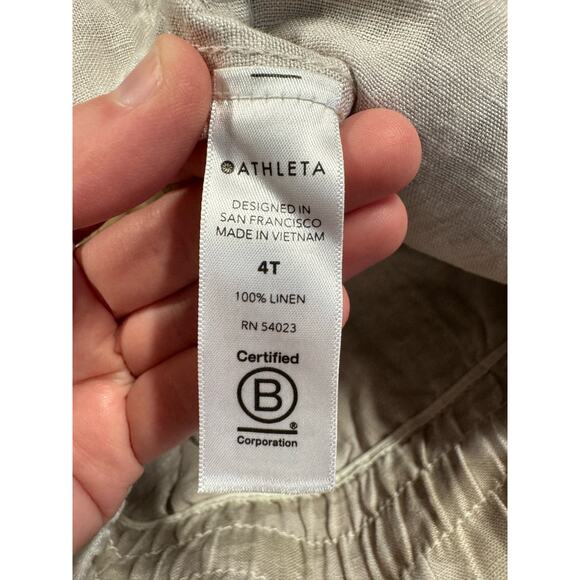 ATHLETA
DESIGNED IN
SAN FRANCISCO
MADE IN VIETNAM
4T
100% LINEN
RN 54023
Certified
B
®
Corporation